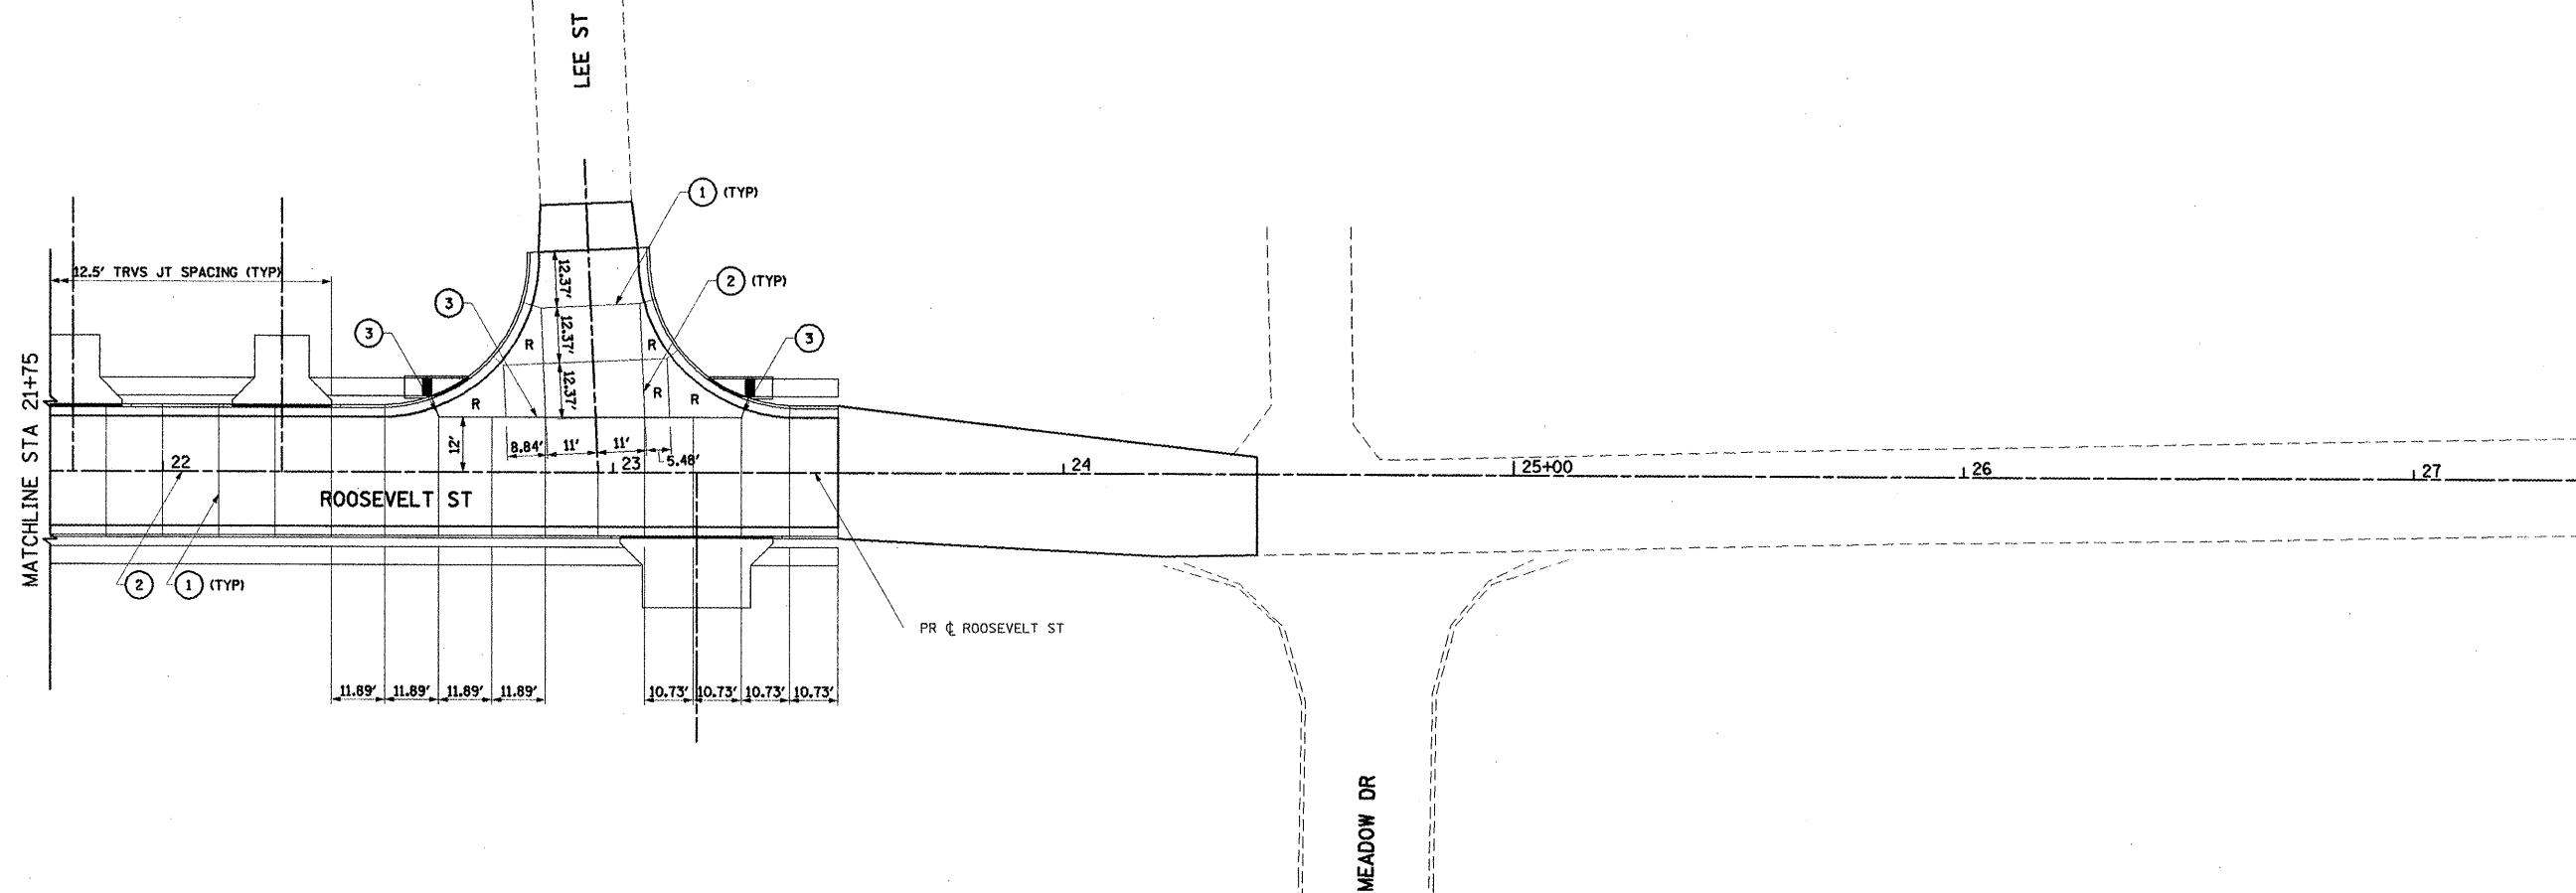 LEE ST
1 (TYP)
12.5' TRVS JT SPACING (TYP)
12.37'
2 (TYP)
3
3
3
12.37'
R
R
12.37'
R
R
R
MATCHLINE STA 21+75
12'
8.84'
11'
11'
5.48'
22
23
24
25+00
26
27
ROOSEVELT ST
2
1 (TYP)
PR ℄ ROOSEVELT ST
11.89'
11.89'
11.89'
11.89'
10.73'
10.73'
10.73'
10.73'
MEADOW DR